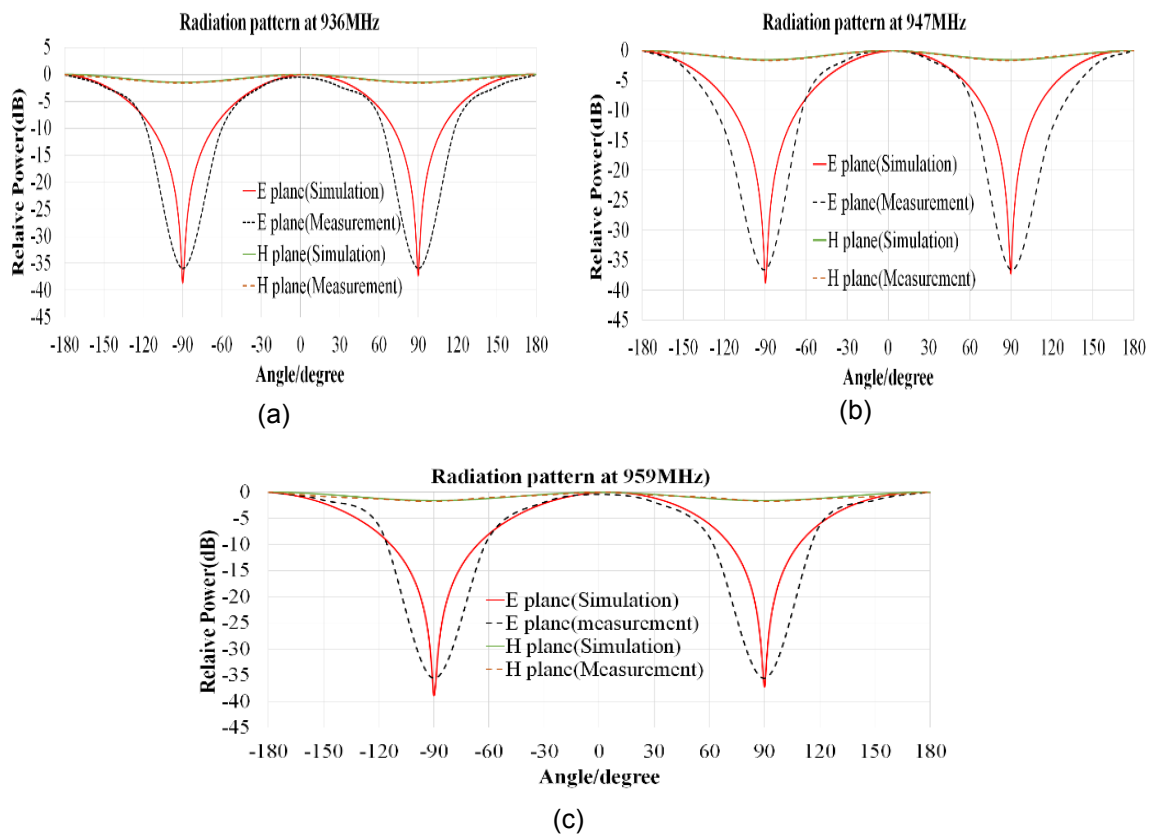 Radiation pattern at 936MHz
Relaive Power(dB)
5
0
-5
-10
-15
-20
-25
-30
-35
-40
-45
E plane(Simulation)
E plane(Measurement)
H plane(Simulation)
H plane(Measurement)
-180 -150 -120 -90 -60 -30 0 30 60 90 120 150 180
Angle/degree
(a)
Radiation pattern at 947MHz
Relaive Power(dB)
0
-5
-10
-15
-20
-25
-30
-35
-40
-45
E plane(Simulation)
E plane(Measurement)
H plane(Simulation)
H plane(Measurement)
-180 -150 -120 -90 -60 -30 0 30 60 90 120 150 180
Angle/degree
(b)
Radiation pattern at 959MHz)
Relaive Power(dB)
0
-5
-10
-15
-20
-25
-30
-35
-40
-45
E plane(Simulation)
E plane(measurement)
H plane(Simulation)
H plane(Measurement)
-180 -150 -120 -90 -60 -30 0 30 60 90 120 150 180
Angle/degree
(c)